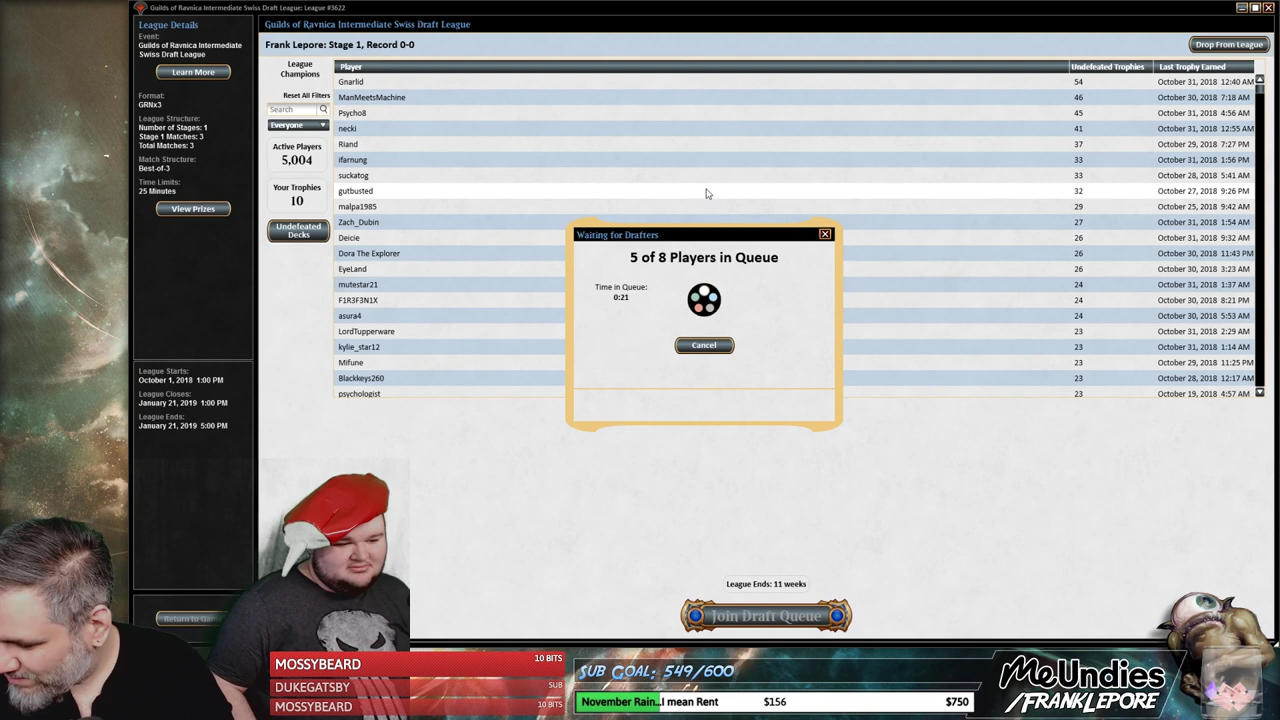 Guilds of Ravnica Intermediate Swiss Draft League: League #3622
League Details
Event:
Guilds of Ravnica Intermediate
Swiss Draft League
Learn More
Format:
GRNx3
League Structure:
Number of Stages: 1
Stage 1 Matches: 3
Total Matches: 3
Match Structure:
Best-of-3
Time Limits:
25 Minutes
View Prizes
League Starts:
October 1, 2018 1:00 PM
League Closes:
January 21, 2019 1:00 PM
League Ends:
January 21, 2019 5:00 PM
Guilds of Ravnica Intermediate Swiss Draft League
Frank Lepore: Stage 1, Record 0-0
Drop From League
League
Champions
Reset All Filters
Search
Everyone
Active Players
5,004
Your Trophies
10
Undefeated
Decks
Player Undefeated Trophies Last Trophy Earned
Gnarlid 54 October 31, 2018 12:40 AM
ManMeetsMachine 46 October 30, 2018 7:18 AM
Psycho8 45 October 31, 2018 4:56 AM
necki 41 October 31, 2018 12:55 AM
Riand 37 October 29, 2018 7:27 PM
ifarnung 33 October 31, 2018 1:56 PM
suckatog 33 October 28, 2018 5:41 AM
gutbusted 32 October 27, 2018 9:26 PM
malpa1985 29 October 25, 2018 9:42 AM
Zach_Dubin 27 October 31, 2018 1:54 AM
Deicie 26 October 31, 2018 9:32 AM
Dora The Explorer 26 October 30, 2018 11:43 PM
EyeLand 26 October 30, 2018 3:23 AM
mutestar21 24 October 31, 2018 1:37 AM
F1R3F3N1X 24 October 31, 2018 8:21 PM
asura4 24 October 30, 2018 5:53 AM
LordTupperware 23 October 31, 2018 2:29 AM
kylie_star12 23 October 31, 2018 1:14 AM
Mifune 23 October 29, 2018 11:25 PM
Blackkeys260 23 October 28, 2018 12:17 AM
psychologist 23 October 19, 2018 4:57 AM
Waiting for Drafters
5 of 8 Players in Queue
Time in Queue:
0:21
Cancel
League Ends: 11 weeks
Join Draft Queue
MOSSYBEARD 10 BITS
DUKEGATSBY SUB
MOSSYBEARD 10 BITS
SUB GOAL: 549/600
November Rain...I mean Rent $156 $750
MeUndies
/FRANKLEPORE